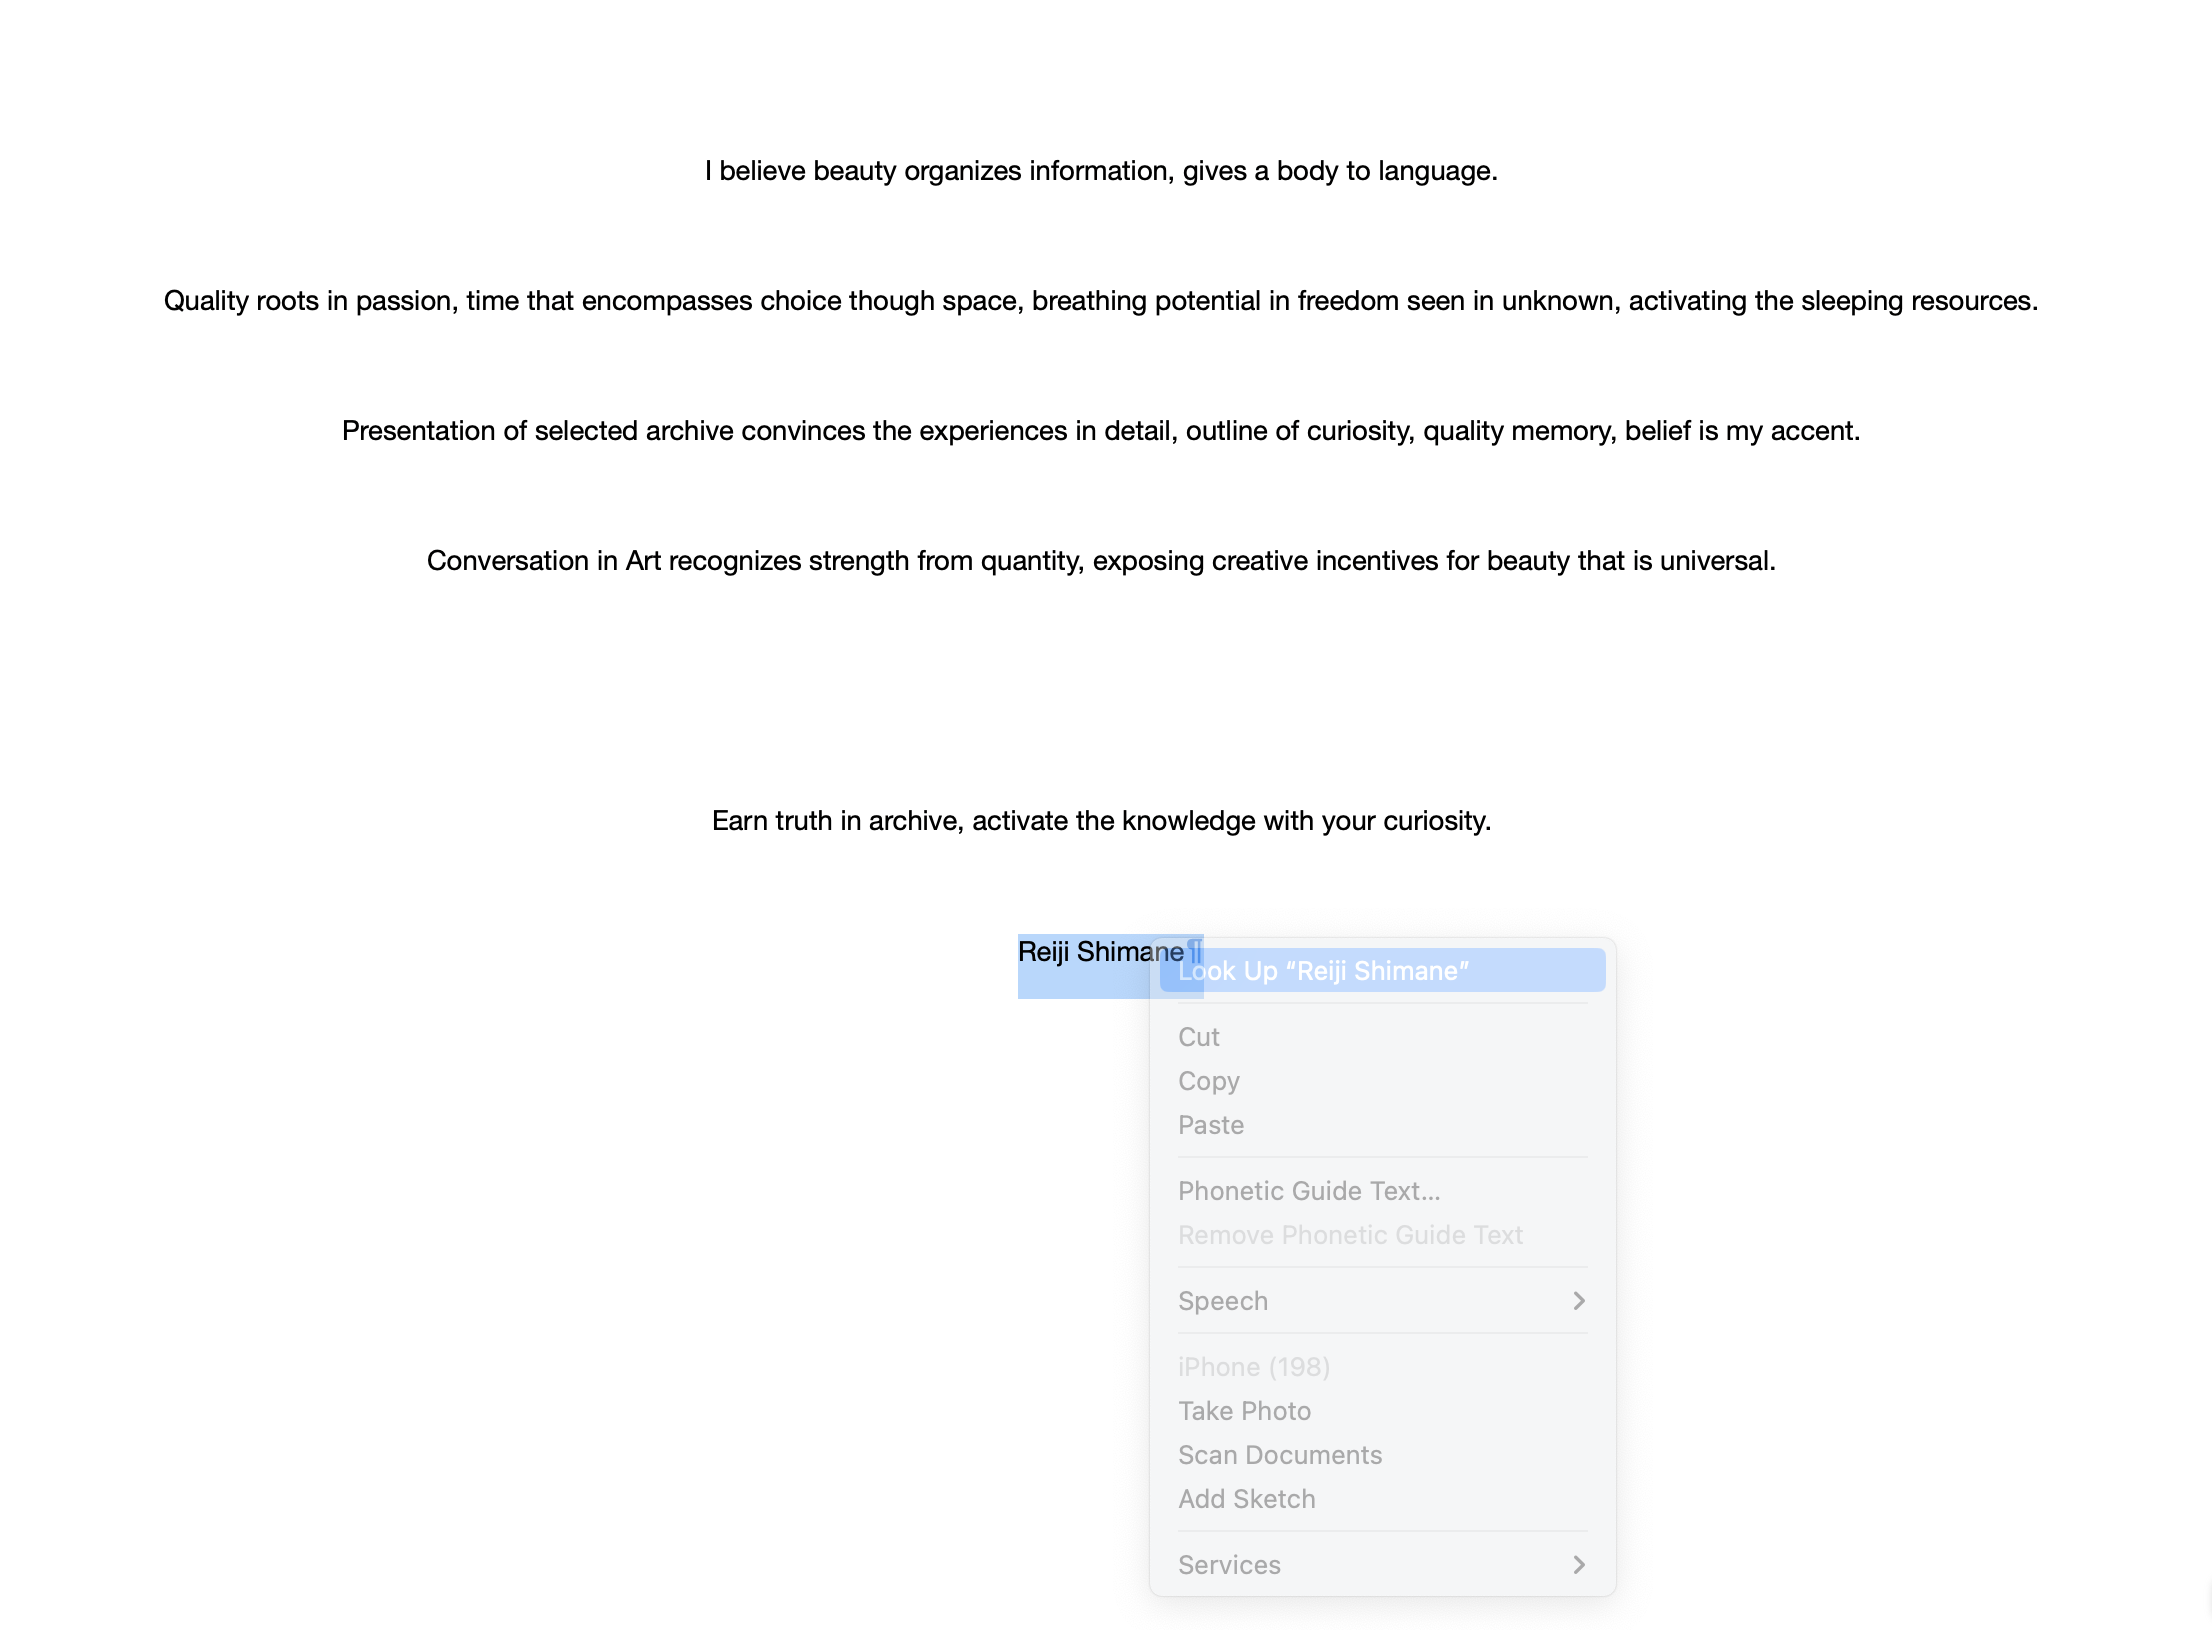 I believe beauty organizes information, gives a body to language.
Quality roots in passion, time that encompasses choice though space, breathing potential in freedom seen in unknown, activating the sleeping resources.
Presentation of selected archive convinces the experiences in detail, outline of curiosity, quality memory, belief is my accent.
Conversation in Art recognizes strength from quantity, exposing creative incentives for beauty that is universal.
Earn truth in archive, activate the knowledge with your curiosity.
Reiji Shimane¶
Look Up “Reiji Shimane”
Cut
Copy
Paste
Phonetic Guide Text...
Remove Phonetic Guide Text
Speech
iPhone (198)
Take Photo
Scan Documents
Add Sketch
Services